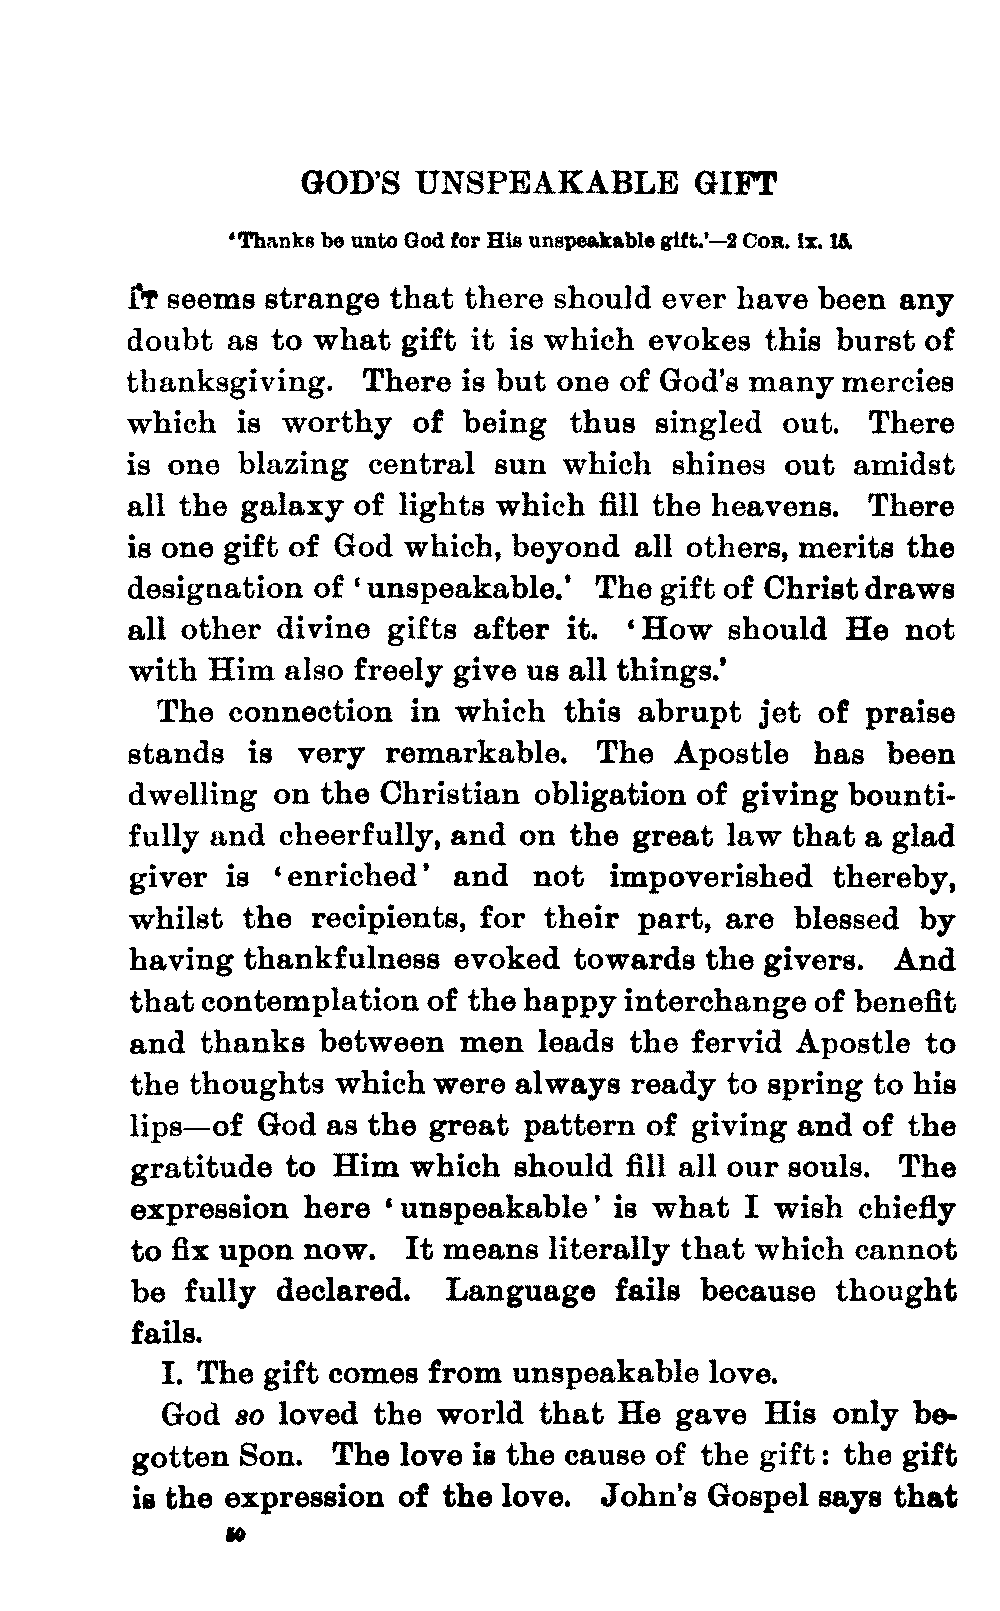 GOD'S UNSPEAKABLE GIFT
‘Thanks be unto God for His unspeakable gift.’—2 COR. ix. 15.
IT seems strange that there should ever have been any
doubt as to what gift it is which evokes this burst of
thanksgiving. There is but one of God's many mercies
which is worthy of being thus singled out. There
is one blazing central sun which shines out amidst
all the galaxy of lights which fill the heavens. There
is one gift of God which, beyond all others, merits the
designation of ‘unspeakable.’ The gift of Christ draws
all other divine gifts after it. ‘How should He not
with Him also freely give us all things.’
The connection in which this abrupt jet of praise
stands is very remarkable. The Apostle has been
dwelling on the Christian obligation of giving bounti-
fully and cheerfully, and on the great law that a glad
giver is ‘enriched’ and not impoverished thereby,
whilst the recipients, for their part, are blessed by
having thankfulness evoked towards the givers. And
that contemplation of the happy interchange of benefit
and thanks between men leads the fervid Apostle to
the thoughts which were always ready to spring to his
lips—of God as the great pattern of giving and of the
gratitude to Him which should fill all our souls. The
expression here ‘unspeakable’ is what I wish chiefly
to fix upon now. It means literally that which cannot
be fully declared. Language fails because thought
fails.
I. The gift comes from unspeakable love.
God so loved the world that He gave His only be-
gotten Son. The love is the cause of the gift: the gift
is the expression of the love. John's Gospel says that
50